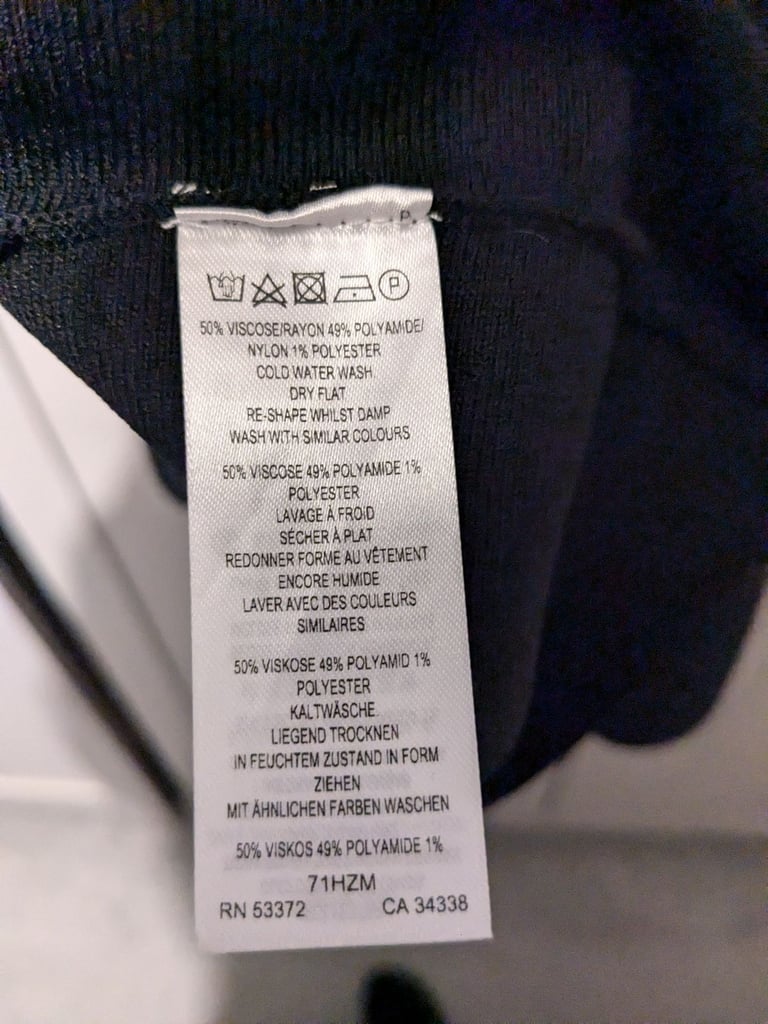 P
50% VISCOSE/RAYON 49% POLYAMIDE/
NYLON 1% POLYESTER
COLD WATER WASH
DRY FLAT
RE-SHAPE WHILST DAMP
WASH WITH SIMILAR COLOURS
50% VISCOSE 49% POLYAMIDE 1%
POLYESTER
LAVAGE À FROID
SÉCHER À PLAT
REDONNER FORME AU VÊTEMENT
ENCORE HUMIDE
LAVER AVEC DES COULEURS
SIMILAIRES
50% VISKOSE 49% POLYAMID 1%
POLYESTER
KALTWÄSCHE
LIEGEND TROCKNEN
IN FEUCHTEM ZUSTAND IN FORM
ZIEHEN
MIT ÄHNLICHEN FARBEN WASCHEN
50% VISKOS 49% POLYAMIDE 1%
71HZM
RN 53372 CA 34338